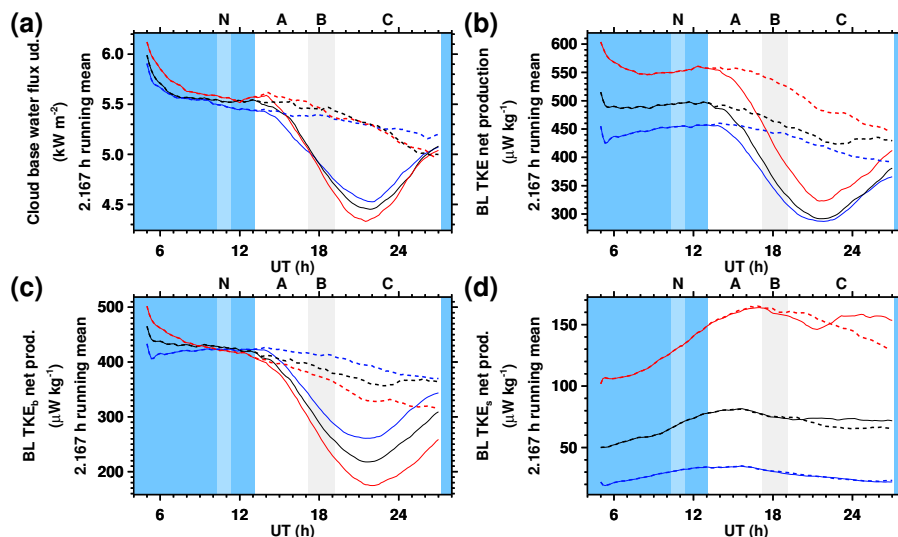 (a)
N A B C
Cloud base water flux ud.
(kW m-2)
2.167 h running mean
6.0
5.5
5.0
4.5
6 12 18 24
UT (h)
(b)
N A B C
BL TKE net production
(µW kg-1)
2.167 h running mean
600
550
500
450
400
350
300
6 12 18 24
UT (h)
(c)
N A B C
BL TKEb net prod.
(µW kg-1)
2.167 h running mean
500
400
300
200
6 12 18 24
UT (h)
(d)
N A B C
BL TKEs net prod.
(µW kg-1)
2.167 h running mean
150
100
50
6 12 18 24
UT (h)